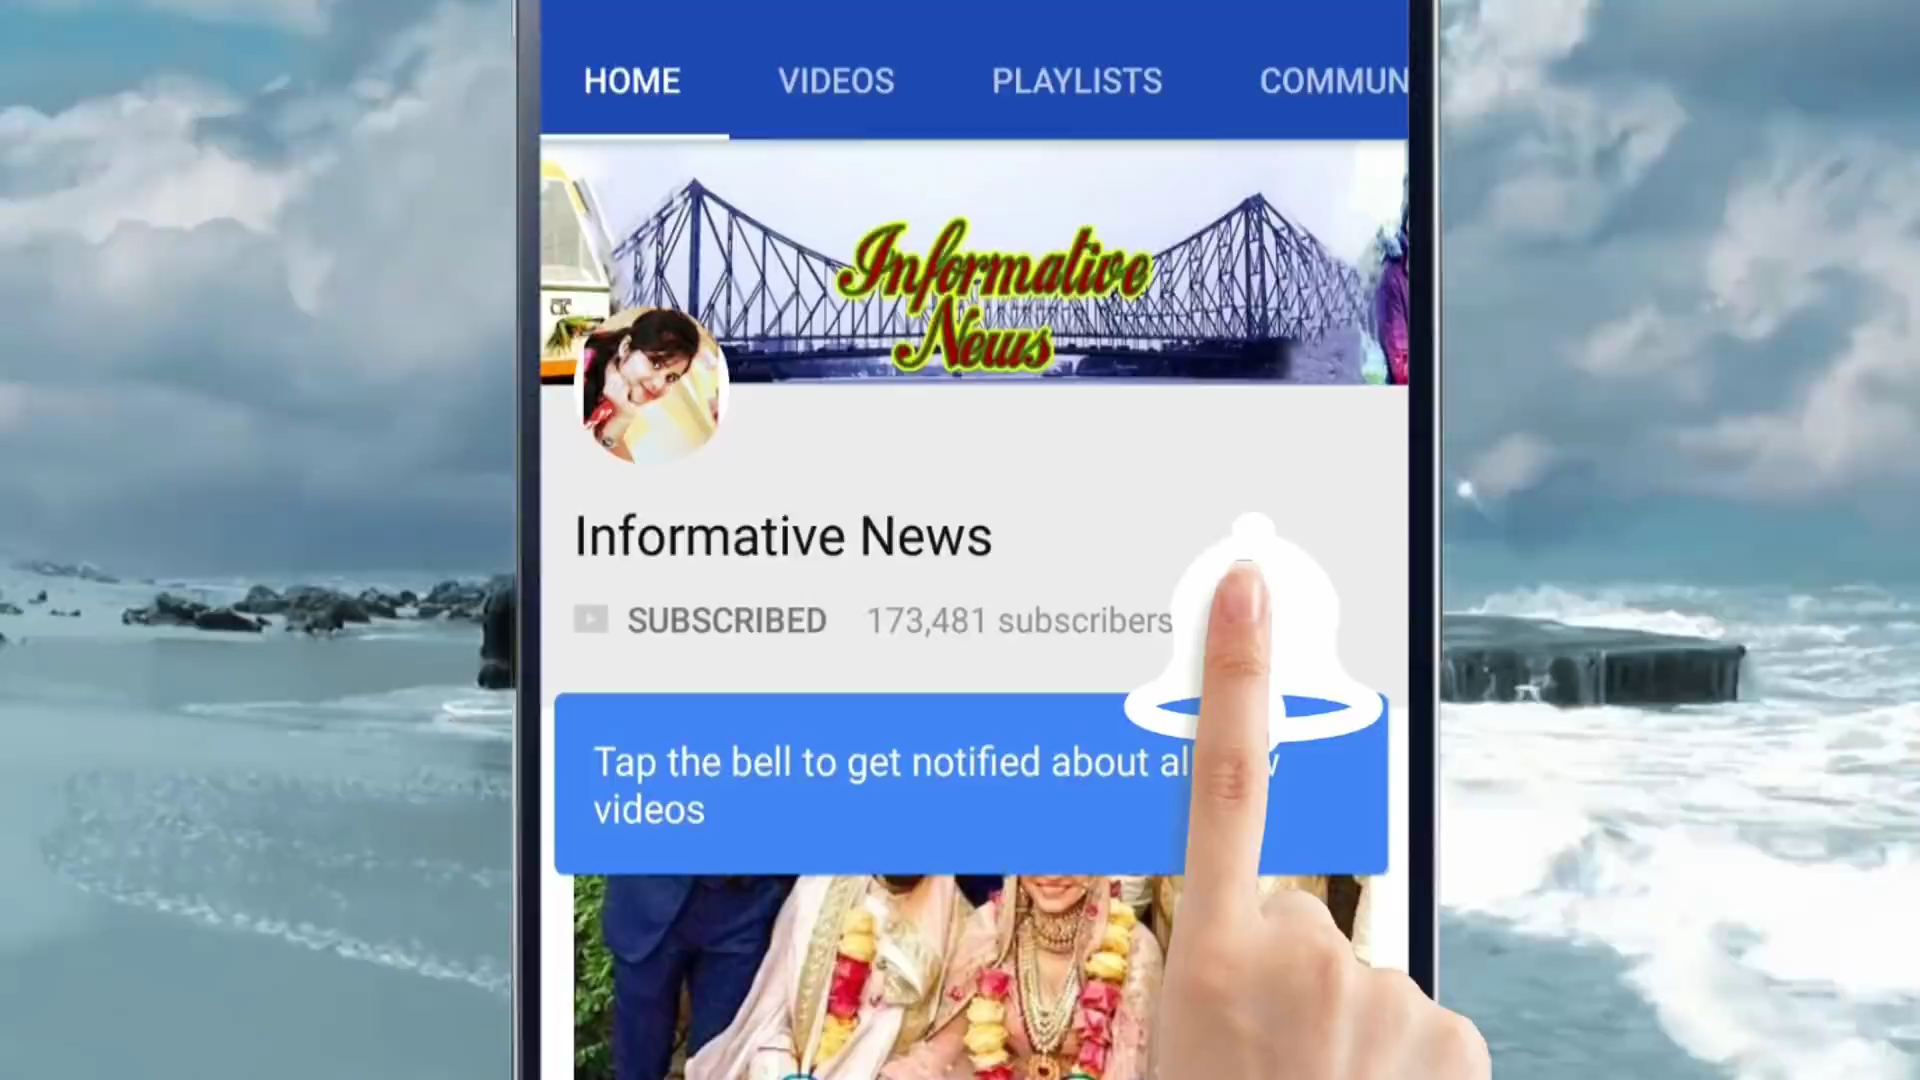 HOME VIDEOS PLAYLISTS COMMUN
Informative
News
Informative News
SUBSCRIBED 173,481 subscribers
Tap the bell to get notified about al
videos